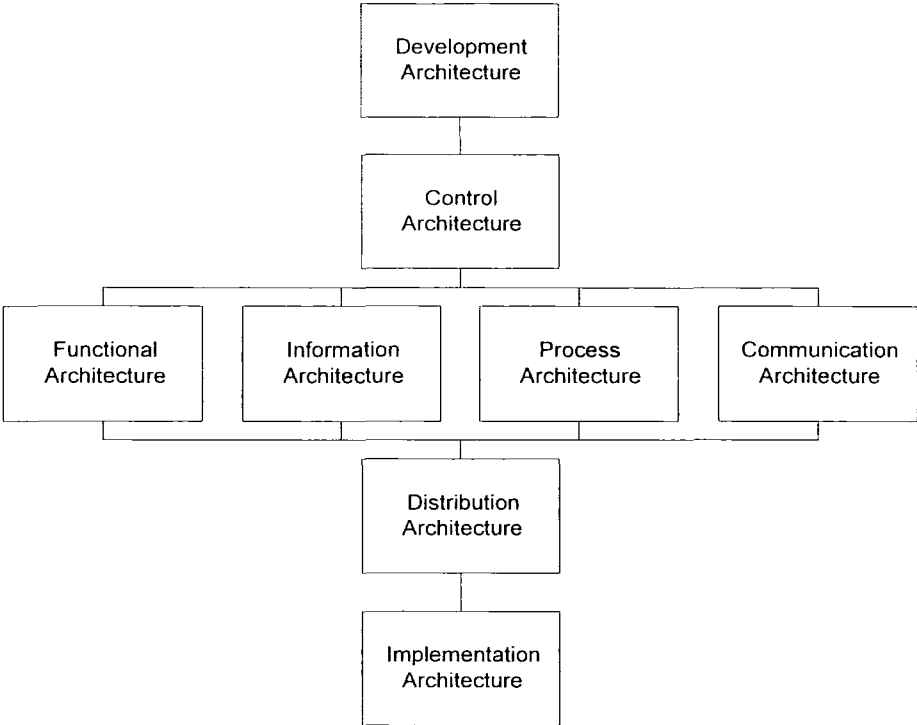 Development
Architecture
Control
Architecture
Functional
Architecture
Information
Architecture
Process
Architecture
Communication
Architecture
Distribution
Architecture
Implementation
Architecture